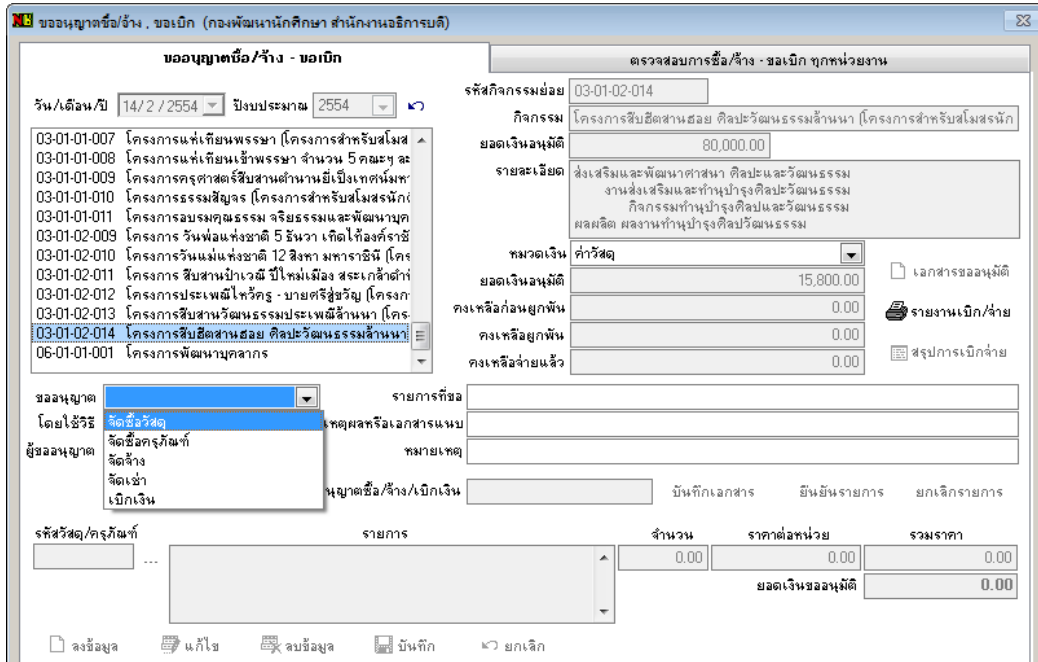 ขออนุญาตซื้อ/จ้าง , ขอเบิก (กองพัฒนานักศึกษา สำนักงานอธิการบดี)
ขออนุญาตซื้อ/จ้าง - ขอเบิก
ตรวจสอบการซื้อ/จ้าง - ขอเบิก ทุกหน่วยงาน
วัน/เดือน/ปี 14/ 2 / 2554 ปีงบประมาณ 2554
รหัสกิจกรรมย่อย 03-01-02-014
กิจกรรม โครงการสืบฮีตสานฮอย ศิลปะวัฒนธรรมล้านนา (โครงการสำหรับสโมสรนัก
ยอดเงินอนุมัติ 80,000.00
รายละเอียด ส่งเสริมและพัฒนาศาสนา ศิลปะและวัฒนธรรม
งานส่งเสริมและทำนุบำรุงศิลปะวัฒนธรรม
กิจกรรมทำนุบำรุงศิลปและวัฒนธรรม
ผลผลิต ผลงานทำนุบำรุงศิลปวัฒนธรรม
03-01-01-007 โครงการแห่เทียนพรรษา (โครงการสำหรับสโมส
03-01-01-008 โครงการแห่เทียนเข้าพรรษา จำนวน 5 คณะๆ ละ
03-01-01-009 โครงการครุศาสตร์สืบสานตำนานยี่เป็งเทศน์มหา
03-01-01-010 โครงการธรรมสัญจร (โครงการสำหรับสโมสรนัก
03-01-01-011 โครงการอบรมคุณธรรม จริยธรรมและพัฒนาบุค
03-01-02-009 โครงการ วันพ่อแห่งชาติ 5 ธันวา เทิดไท้องค์ราชั
03-01-02-010 โครงการวันแม่แห่งชาติ 12 สิงหา มหาราชินี (โคร
03-01-02-011 โครงการ สืบสานป๋าเวณี ปี๋ใหม่เมือง สระเกล้าดำหั
03-01-02-012 โครงการประเพณีไหว้ครู - บายศรีสู่ขวัญ (โครงกา
03-01-02-013 โครงการสืบสานวัฒนธรรมประเพณีล้านนา (โคร
03-01-02-014 โครงการสืบฮีตสานฮอย ศิลปะวัฒนธรรมล้านนา
06-01-01-001 โครงการพัฒนาบุคลากร
หมวดเงิน ค่าวัสดุ
ยอดเงินอนุมัติ 15,800.00
คงเหลือก่อนผูกพัน 0.00
คงเหลือผูกพัน 0.00
คงเหลือจ่ายแล้ว 0.00
เอกสารขออนุมัติ
รายงานเบิก/จ่าย
สรุปการเบิกจ่าย
ขออนุญาต
รายการที่ขอ
โดยใช้วิธี
เหตุผลหรือเอกสารแนบ
ผู้ขออนุญาต
หมายเหตุ
จัดซื้อวัสดุ
จัดซื้อครุภัณฑ์
จัดจ้าง
จัดเช่า
เบิกเงิน
นุญาตซื้อ/จ้าง/เบิกเงิน
บันทึกเอกสาร ยืนยันรายการ ยกเลิกรายการ
รหัสวัสดุ/ครุภัณฑ์ รายการ จำนวน ราคาต่อหน่วย รวมราคา
... 0.00 0.00 0.00
ยอดเงินขออนุมัติ 0.00
ลงข้อมูล แก้ไข ลบข้อมูล บันทึก ยกเลิก